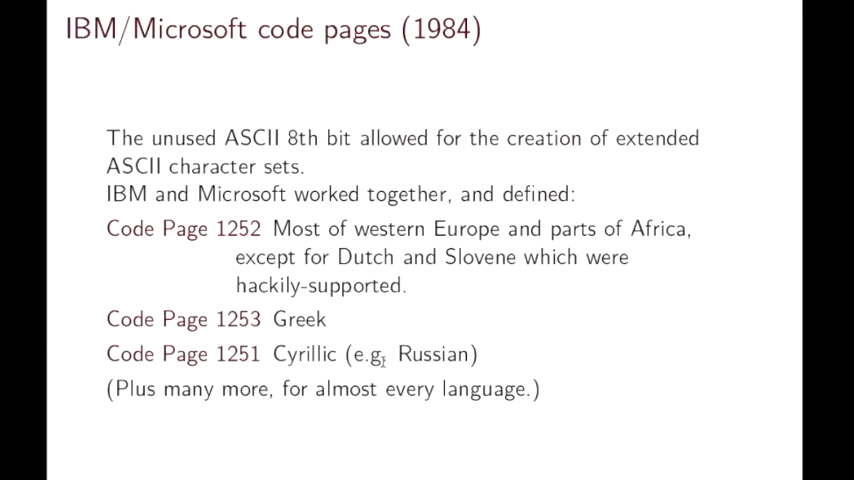 IBM/Microsoft code pages (1984)
The unused ASCII 8th bit allowed for the creation of extended
ASCII character sets.
IBM and Microsoft worked together, and defined:
Code Page 1252 Most of western Europe and parts of Africa,
except for Dutch and Slovene which were
hackily-supported.
Code Page 1253 Greek
Code Page 1251 Cyrillic (e.g. Russian)
(Plus many more, for almost every language.)